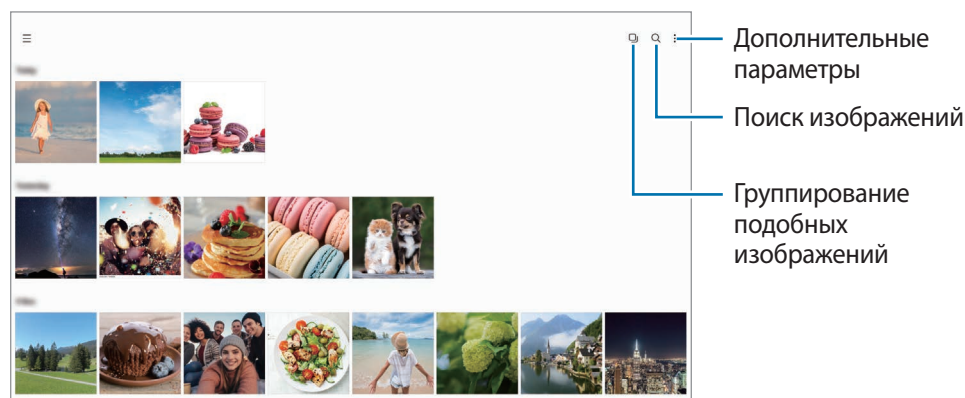 Дополнительные
параметры
Поиск изображений
Группирование
подобных
изображений